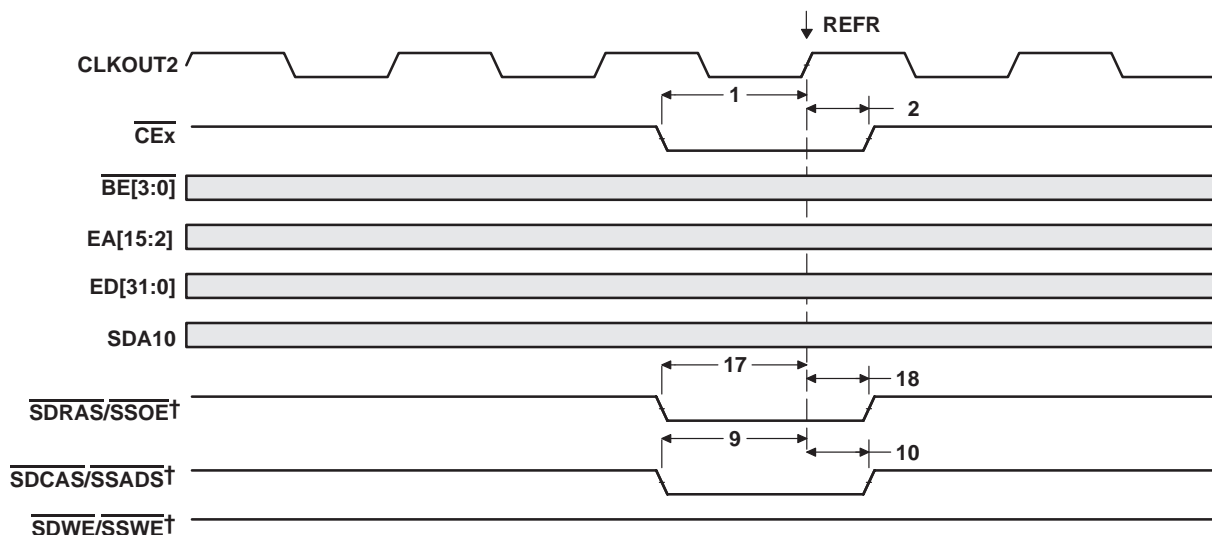 REFR
CLKOUT2
1
2
CEx
BE[3:0]
EA[15:2]
ED[31:0]
SDA10
17
18
SDRAS/SSOE†
9
10
SDCAS/SSADS†
SDWE/SSWE†